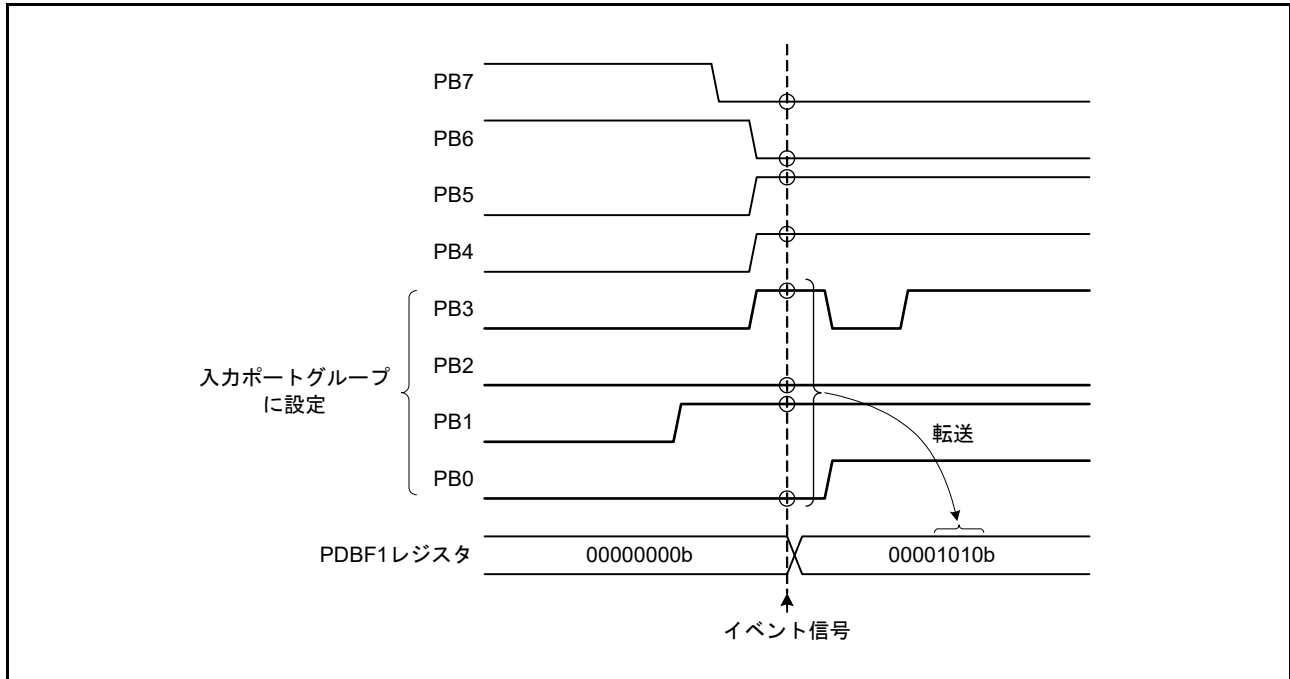 PB7
PB6
PB5
PB4
PB3
PB2
PB1
PB0
入力ポートグループ
に設定
転送
PDBF1レジスタ
00000000b
00001010b
イベント信号